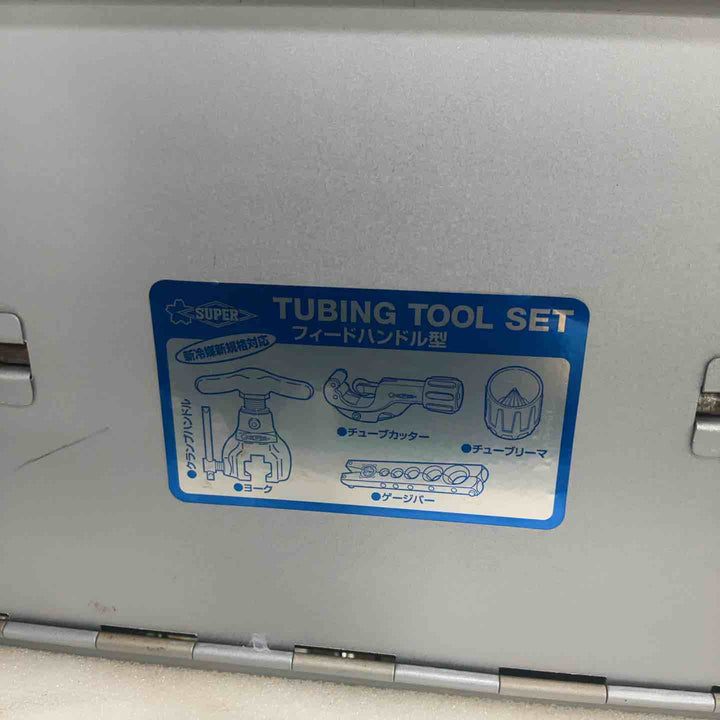 SUPER
TUBING TOOL SET
フィードハンドル型
新冷媒新規格対応
●クランプハンドル
●ヨーク
●チューブカッター
●チューブリーマ
●ゲージバー